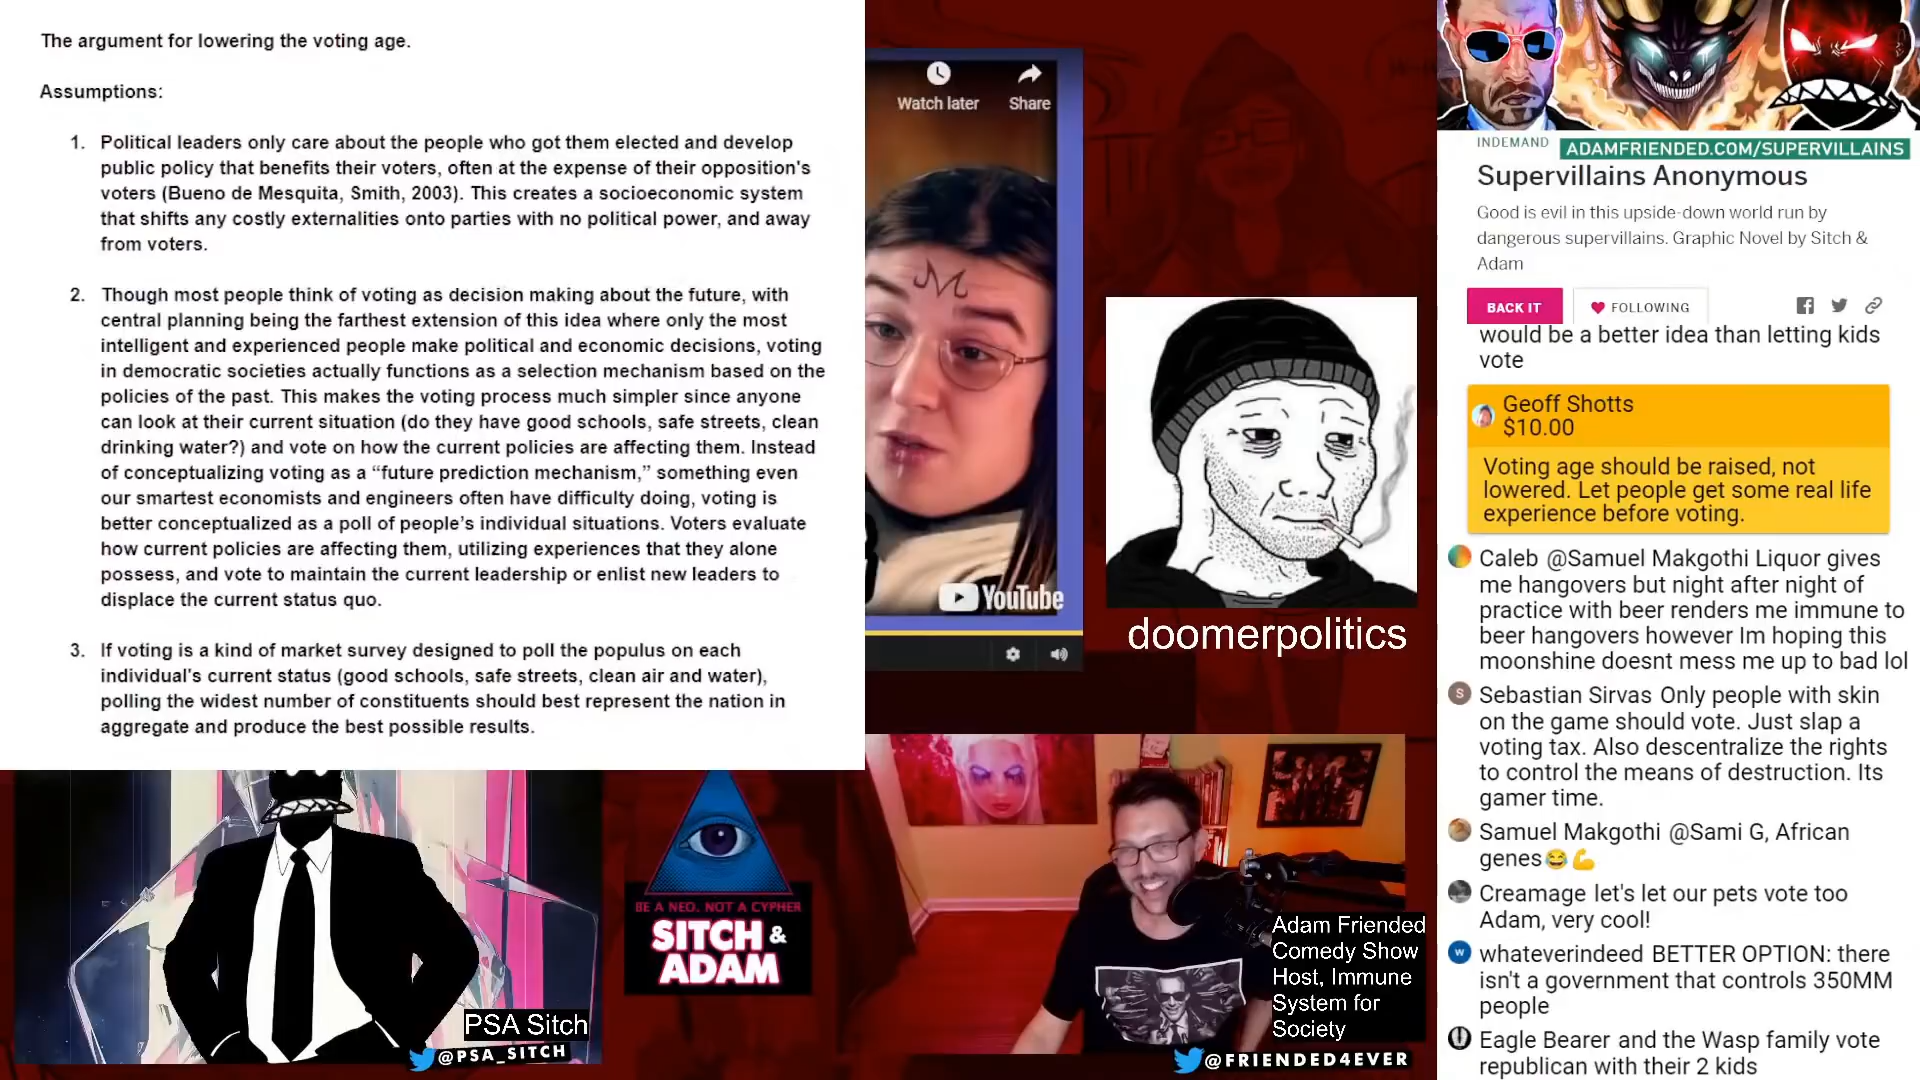 The argument for lowering the voting age.
Assumptions:
1. Political leaders only care about the people who got them elected and develop
public policy that benefits their voters, often at the expense of their opposition's
voters (Bueno de Mesquita, Smith, 2003). This creates a socioeconomic system
that shifts any costly externalities onto parties with no political power, and away
from voters.
2. Though most people think of voting as decision making about the future, with
central planning being the farthest extension of this idea where only the most
intelligent and experienced people make political and economic decisions, voting
in democratic societies actually functions as a selection mechanism based on the
policies of the past. This makes the voting process much simpler since anyone
can look at their current situation (do they have good schools, safe streets, clean
drinking water?) and vote on how the current policies are affecting them. Instead
of conceptualizing voting as a “future prediction mechanism,” something even
our smartest economists and engineers often have difficulty doing, voting is
better conceptualized as a poll of people’s individual situations. Voters evaluate
how current policies are affecting them, utilizing experiences that they alone
possess, and vote to maintain the current leadership or enlist new leaders to
displace the current status quo.
3. If voting is a kind of market survey designed to poll the populus on each
individual's current status (good schools, safe streets, clean air and water),
polling the widest number of constituents should best represent the nation in
aggregate and produce the best possible results.
Watch later Share
YouTube
doomerpolitics
PSA Sitch
@PSA_SITCH
BE A NEO, NOT A CYPHER
SITCH &
ADAM
Adam Friended
Comedy Show
Host, Immune
System for
Society
@FRIENDED4EVER
INDEMAND
ADAMFRIENDED.COM/SUPERVILLAINS
Supervillains Anonymous
Good is evil in this upside-down world run by
dangerous supervillains. Graphic Novel by Sitch &
Adam
BACK IT
FOLLOWING
would be a better idea than letting kids
vote
Geoff Shotts
$10.00
Voting age should be raised, not
lowered. Let people get some real life
experience before voting.
Caleb @Samuel Makgothi Liquor gives
me hangovers but night after night of
practice with beer renders me immune to
beer hangovers however Im hoping this
moonshine doesnt mess me up to bad lol
S Sebastian Sirvas Only people with skin
on the game should vote. Just slap a
voting tax. Also descentralize the rights
to control the means of destruction. Its
gamer time.
Samuel Makgothi @Sami G, African
genes😂💪
Creamage let's let our pets vote too
Adam, very cool!
w whateverindeed BETTER OPTION: there
isn't a government that controls 350MM
people
Eagle Bearer and the Wasp family vote
republican with their 2 kids